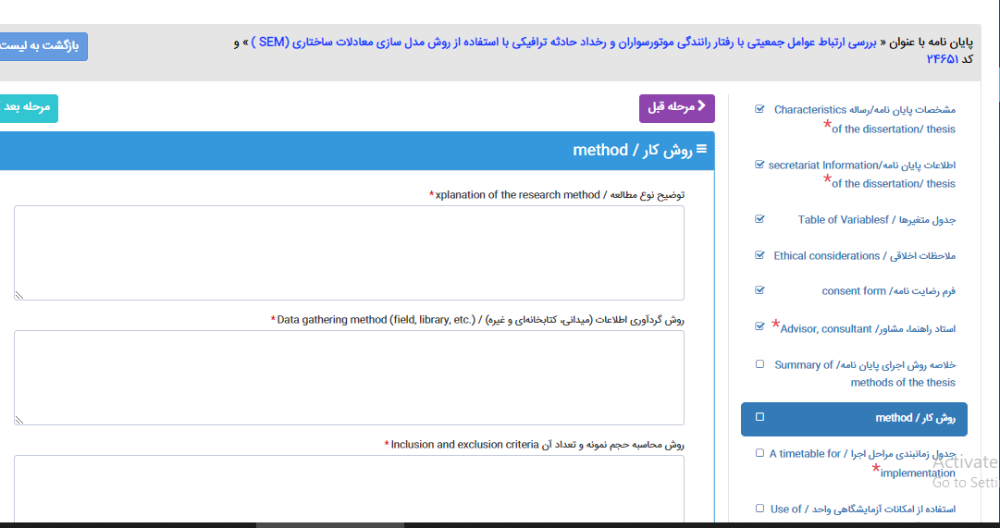 پایان نامه با عنوان « بررسی ارتباط عوامل جمعیتی با رفتار رانندگی موتورسواران و رخداد حادثه ترافیکی با استفاده از روش مدل سازی معادلات ساختاری (SEM ) » و
کد 24651
بازگشت به لیست
مرحله قبل
مرحله بعد
مشخصات پایان نامه/رساله Characteristics
of the dissertation/ thesis*
اطلاعات پایان نامه/secretariat Information
of the dissertation/ thesis*
جدول متغیرها / Table of Variablesf
ملاحظات اخلاقی / Ethical considerations
فرم رضایت نامه/ consent form
استاد راهنما، مشاور/ Advisor, consultant*
خلاصه روش اجرای پایان نامه/ Summary of
methods of the thesis
روش کار / method
جدول زمانبندی مراحل اجرا / A timetable for
implementation*
استفاده از امکانات آزمایشگاهی واحد / Use of
روش کار / method
توضیح نوع مطالعه / xplanation of the research method *
روش گردآوری اطلاعات (میدانی، کتابخانه‌ای و غیره) / Data gathering method (field, library, etc.) *
روش محاسبه حجم نمونه و تعداد آن Inclusion and exclusion criteria *
Activate
Go to Setti